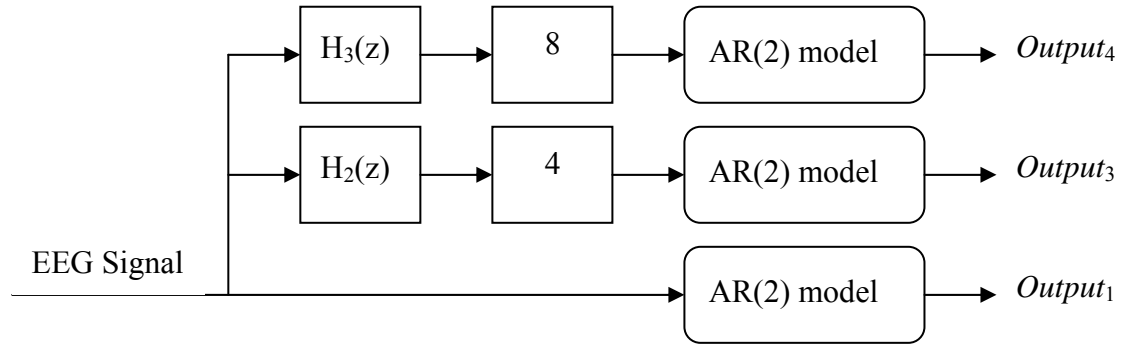 H₃(z) 8 AR(2) model Output₄
H₂(z) 4 AR(2) model Output₃
EEG Signal
AR(2) model Output₁